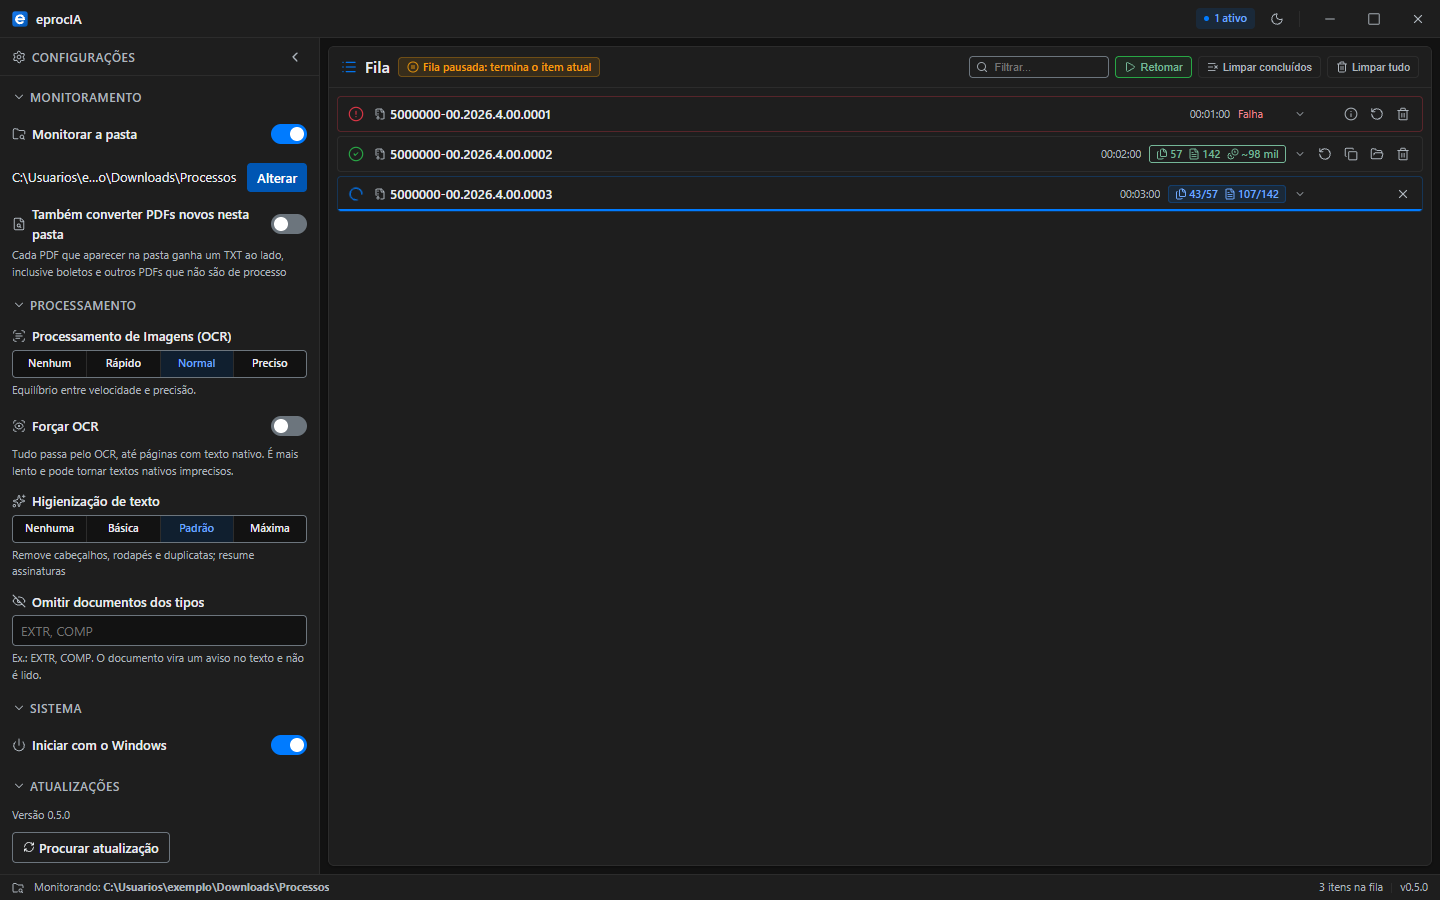 eprocIA
1 ativo
CONFIGURAÇÕES
MONITORAMENTO
Monitorar a pasta
C:\Usuarios\e...o\Downloads\Processos
Alterar
Também converter PDFs novos nesta
pasta
Cada PDF que aparecer na pasta ganha um TXT ao lado,
inclusive boletos e outros PDFs que não são de processo
PROCESSAMENTO
Processamento de Imagens (OCR)
Nenhum Rápido Normal Preciso
Equilíbrio entre velocidade e precisão.
Forçar OCR
Tudo passa pelo OCR, até páginas com texto nativo. É mais
lento e pode tornar textos nativos imprecisos.
Higienização de texto
Nenhuma Básica Padrão Máxima
Remove cabeçalhos, rodapés e duplicatas; resume
assinaturas
Omitir documentos dos tipos
EXTR, COMP
Ex.: EXTR, COMP. O documento vira um aviso no texto e não
é lido.
SISTEMA
Iniciar com o Windows
ATUALIZAÇÕES
Versão 0.5.0
Procurar atualização
Fila
Fila pausada: termina o item atual
Filtrar...
Retomar
Limpar concluídos
Limpar tudo
5000000-00.2026.4.00.0001 00:01:00 Falha
5000000-00.2026.4.00.0002 00:02:00 57 142 ~98 mil
5000000-00.2026.4.00.0003 00:03:00 43/57 107/142
Monitorando: C:\Usuarios\exemplo\Downloads\Processos
3 itens na fila
v0.5.0